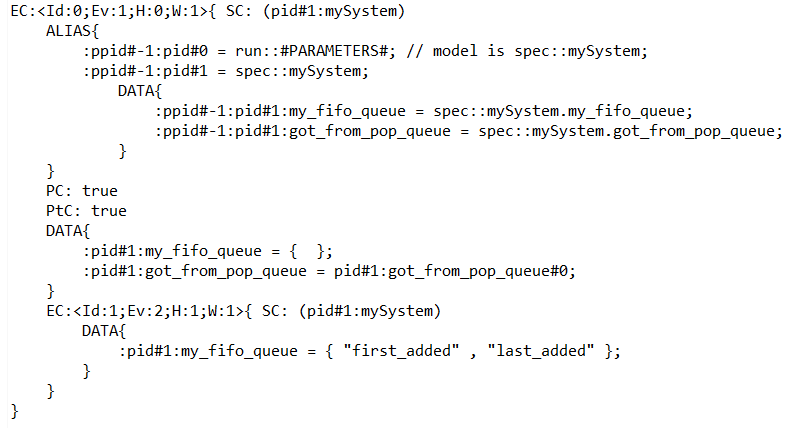 EC:<Id:0;Ev:1;H:0;W:1>{ SC: (pid#1:mySystem)
    ALIAS{
        :ppid#-1:pid#0 = run::#PARAMETERS#; // model is spec::mySystem;
        :ppid#-1:pid#1 = spec::mySystem;
            DATA{
                :ppid#-1:pid#1:my_fifo_queue = spec::mySystem.my_fifo_queue;
                :ppid#-1:pid#1:got_from_pop_queue = spec::mySystem.got_from_pop_queue;
            }
    }
    PC: true
    PtC: true
    DATA{
        :pid#1:my_fifo_queue = {  };
        :pid#1:got_from_pop_queue = pid#1:got_from_pop_queue#0;
    }
    EC:<Id:1;Ev:2;H:1;W:1>{ SC: (pid#1:mySystem)
        DATA{
            :pid#1:my_fifo_queue = { "first_added" , "last_added" };
        }
    }
}